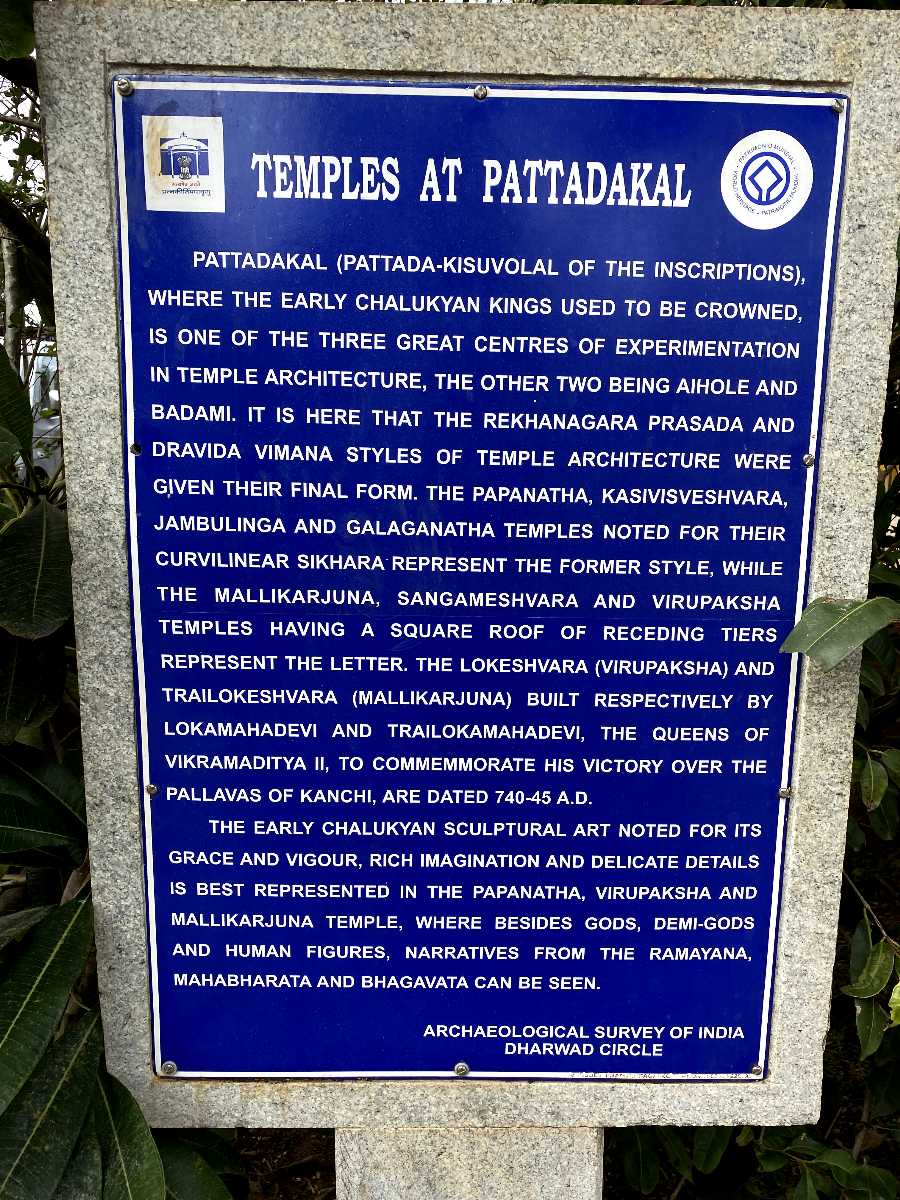 TEMPLES AT PATTADAKAL
PATTADAKAL (PATTADA-KISUVOLAL OF THE INSCRIPTIONS),
WHERE THE EARLY CHALUKYAN KINGS USED TO BE CROWNED,
IS ONE OF THE THREE GREAT CENTRES OF EXPERIMENTATION
IN TEMPLE ARCHITECTURE, THE OTHER TWO BEING AIHOLE AND
BADAMI. IT IS HERE THAT THE REKHANAGARA PRASADA AND
DRAVIDA VIMANA STYLES OF TEMPLE ARCHITECTURE WERE
GIVEN THEIR FINAL FORM. THE PAPANATHA, KASIVISVESHVARA,
JAMBULINGA AND GALAGANATHA TEMPLES NOTED FOR THEIR
CURVILINEAR SIKHARA REPRESENT THE FORMER STYLE, WHILE
THE MALLIKARJUNA, SANGAMESHVARA AND VIRUPAKSHA
TEMPLES HAVING A SQUARE ROOF OF RECEDING TIERS
REPRESENT THE LETTER. THE LOKESHVARA (VIRUPAKSHA) AND
TRAILOKESHVARA (MALLIKARJUNA) BUILT RESPECTIVELY BY
LOKAMAHADEVI AND TRAILOKAMAHADEVI, THE QUEENS OF
VIKRAMADITYA II, TO COMMEMMORATE HIS VICTORY OVER THE
PALLAVAS OF KANCHI, ARE DATED 740-45 A.D.
THE EARLY CHALUKYAN SCULPTURAL ART NOTED FOR ITS
GRACE AND VIGOUR, RICH IMAGINATION AND DELICATE DETAILS
IS BEST REPRESENTED IN THE PAPANATHA, VIRUPAKSHA AND
MALLIKARJUNA TEMPLE, WHERE BESIDES GODS, DEMI-GODS
AND HUMAN FIGURES, NARRATIVES FROM THE RAMAYANA,
MAHABHARATA AND BHAGAVATA CAN BE SEEN.
ARCHAEOLOGICAL SURVEY OF INDIA
DHARWAD CIRCLE
WORLD HERITAGE • PATRIMOINE MONDIAL • PATRIMONIO MUNDIAL